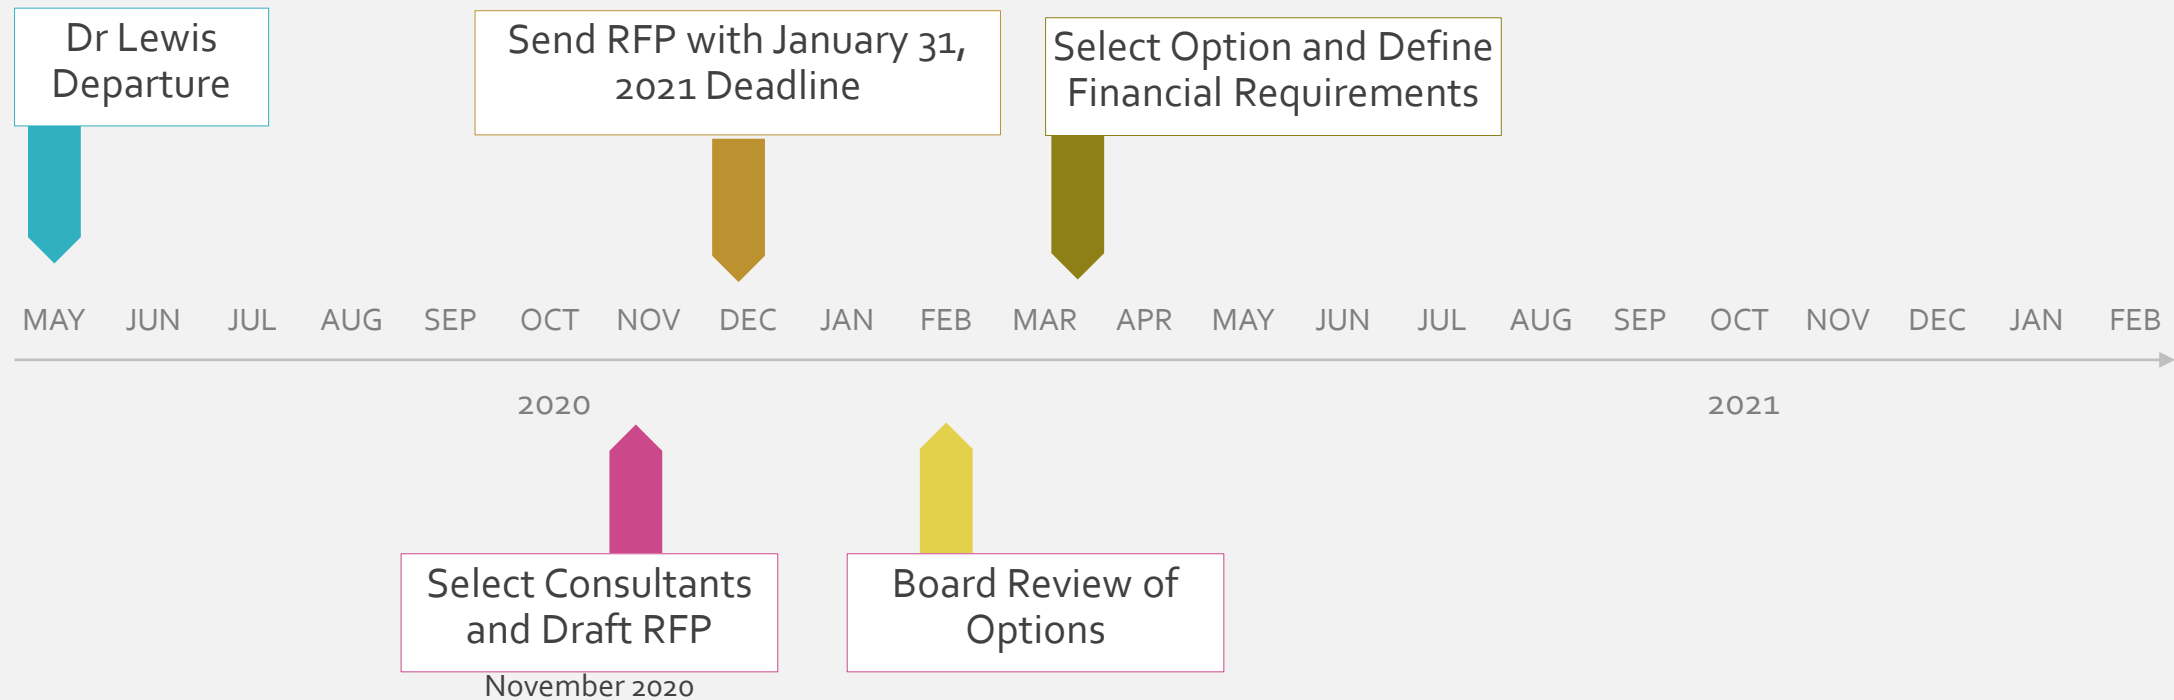 Dr Lewis
Departure
Send RFP with January 31,
2021 Deadline
Select Option and Define
Financial Requirements
MAY JUN JUL AUG SEP OCT NOV DEC JAN FEB MAR APR MAY JUN JUL AUG SEP OCT NOV DEC JAN FEB
2020 2021
Select Consultants
and Draft RFP
November 2020
Board Review of
Options